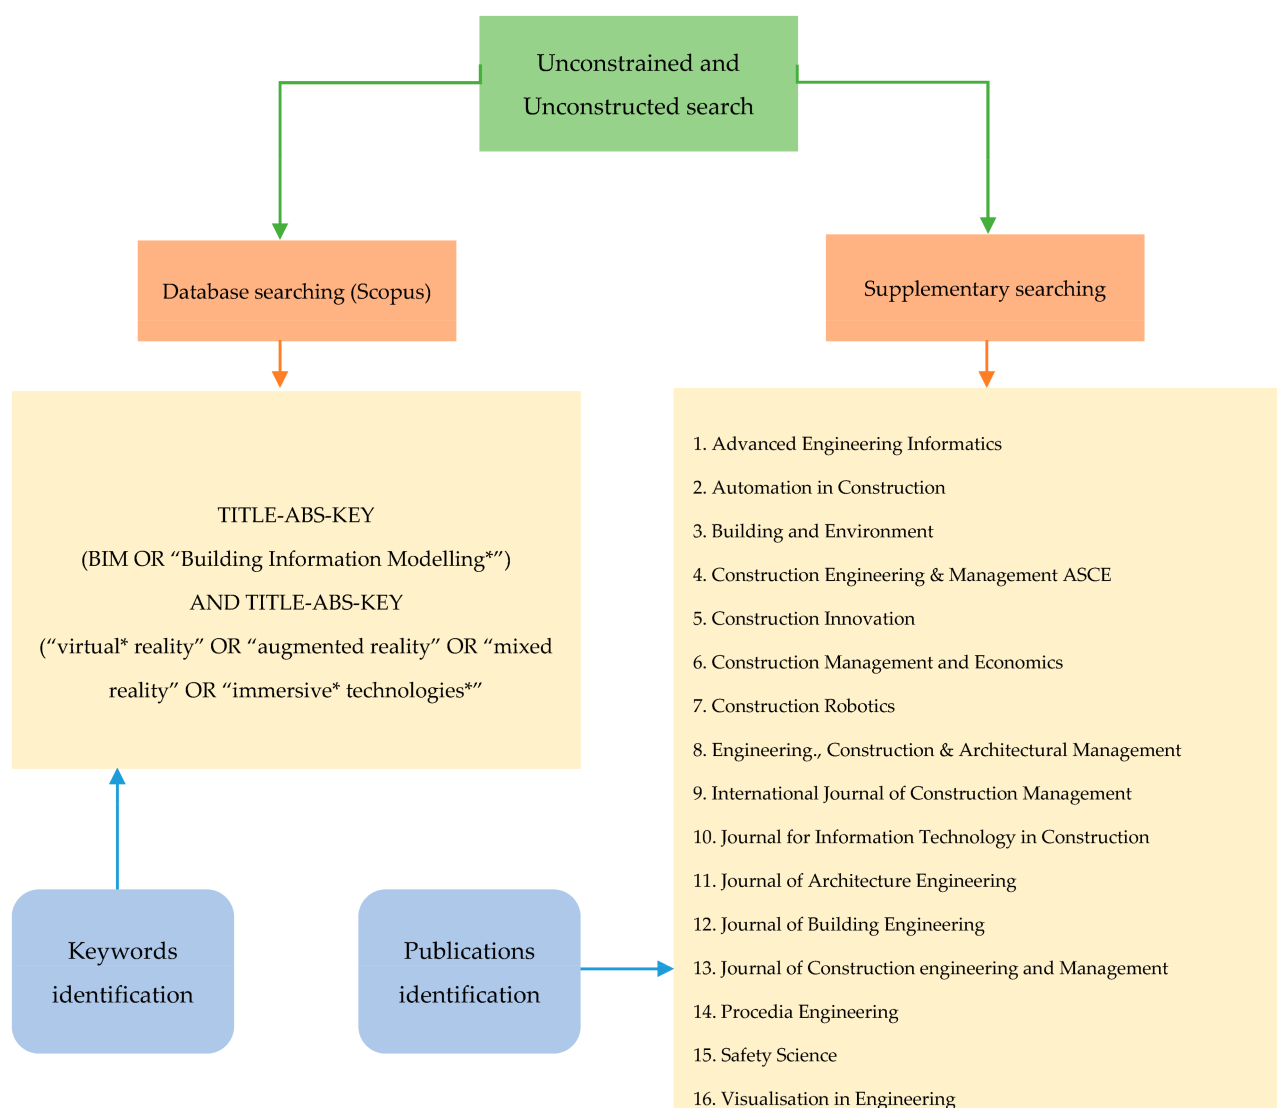 Unconstrained and
Unconstructed search
Database searching (Scopus)
Supplementary searching
TITLE-ABS-KEY
(BIM OR “Building Information Modelling*”)
AND TITLE-ABS-KEY
(“virtual* reality” OR “augmented reality” OR “mixed
reality” OR “immersive* technologies*”
1. Advanced Engineering Informatics
2. Automation in Construction
3. Building and Environment
4. Construction Engineering & Management ASCE
5. Construction Innovation
6. Construction Management and Economics
7. Construction Robotics
8. Engineering., Construction & Architectural Management
9. International Journal of Construction Management
10. Journal for Information Technology in Construction
11. Journal of Architecture Engineering
12. Journal of Building Engineering
13. Journal of Construction engineering and Management
14. Procedia Engineering
15. Safety Science
16. Visualisation in Engineering
Keywords
identification
Publications
identification